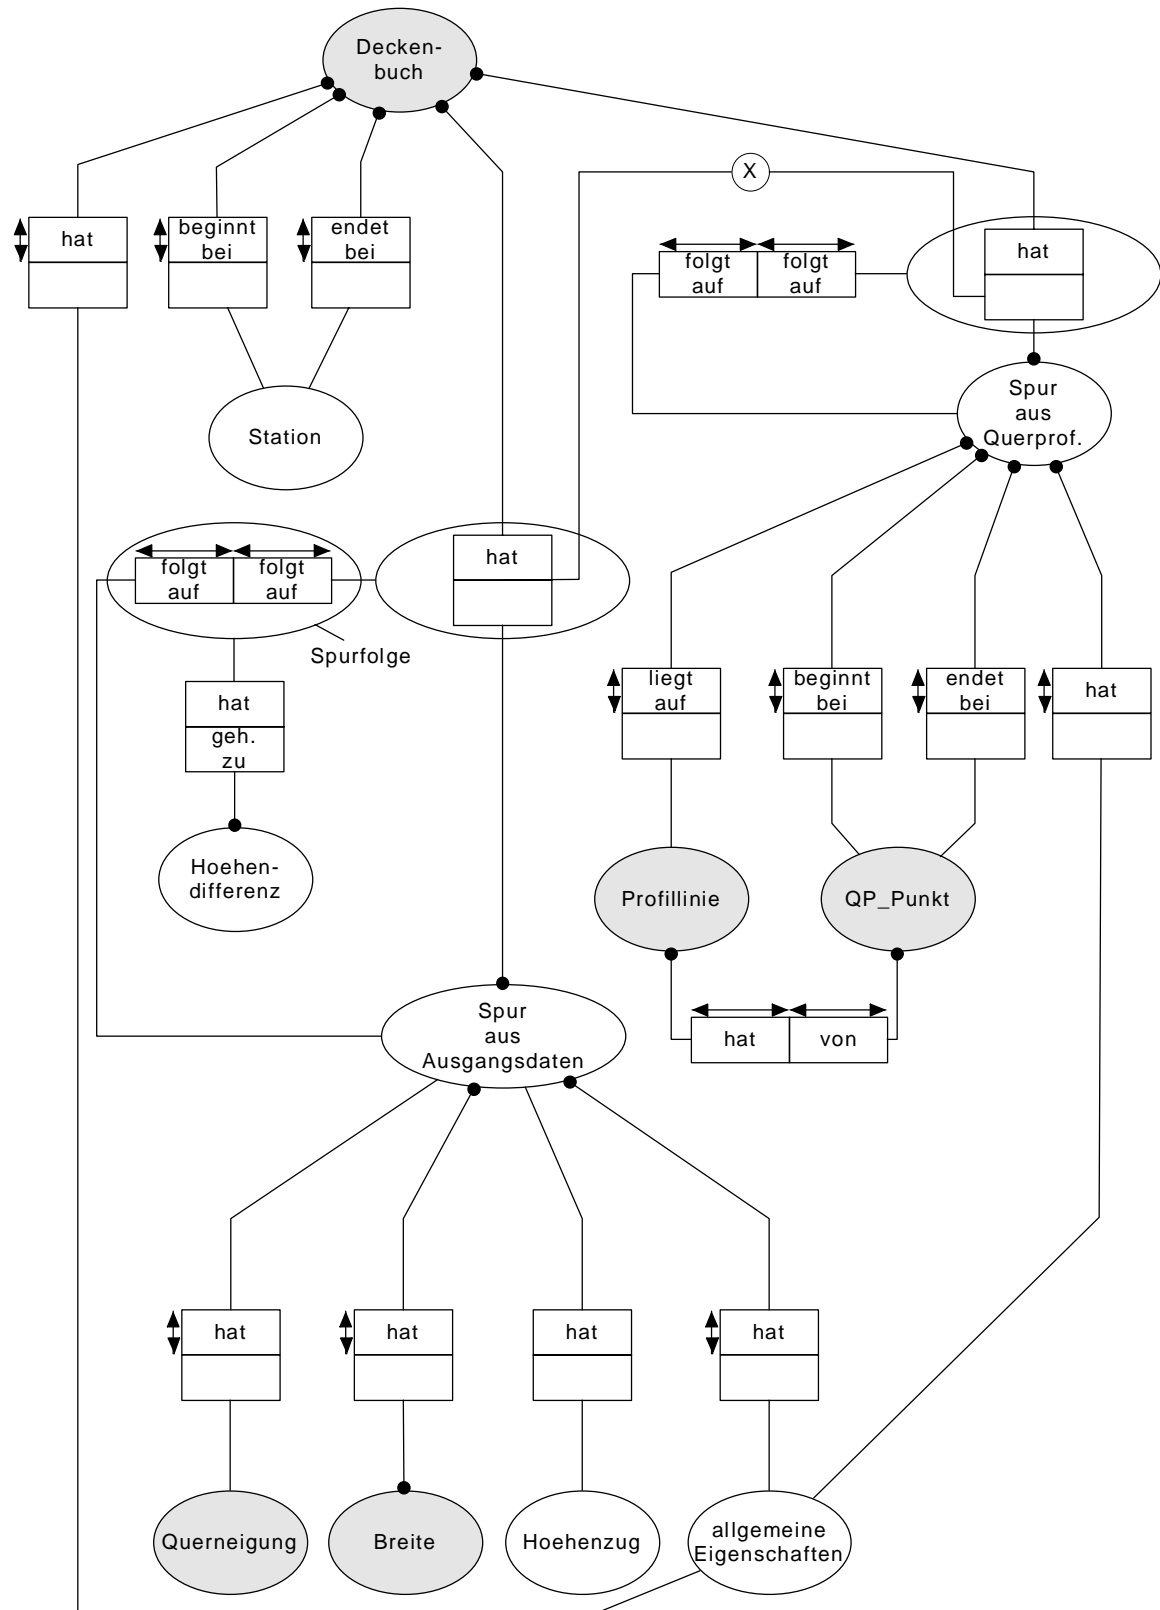 Decken-
buch
X
hat
beginnt
bei
endet
bei
folgt
auf
folgt
auf
hat
Station
Spur
aus
Querprof.
folgt
auf
folgt
auf
hat
Spurfolge
hat
geh.
zu
liegt
auf
beginnt
bei
endet
bei
hat
Hoehen-
differenz
Profillinie
QP_Punkt
Spur
aus
Ausgangsdaten
hat
von
hat
hat
hat
hat
Querneigung
Breite
Hoehenzug
allgemeine
Eigenschaften